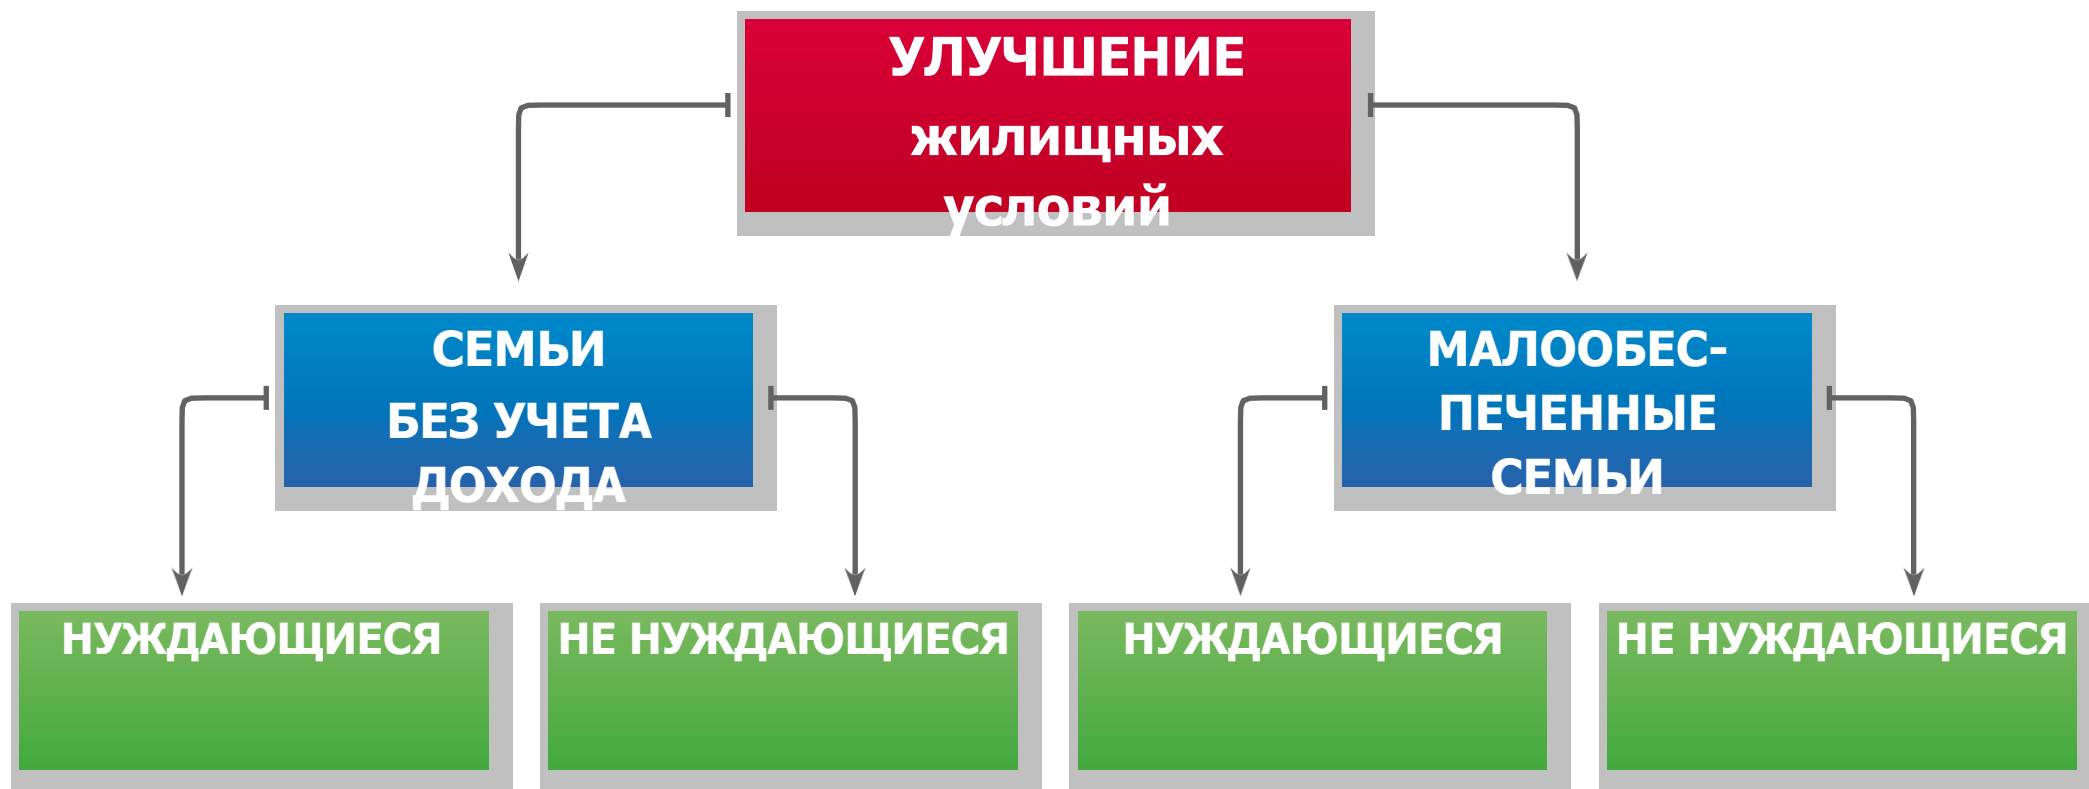 УЛУЧШЕНИЕ
жилищных
условий
СЕМЬИ
БЕЗ УЧЕТА
ДОХОДА
МАЛООБЕС-
ПЕЧЕННЫЕ
СЕМЬИ
НУЖДАЮЩИЕСЯ
НЕ НУЖДАЮЩИЕСЯ
НУЖДАЮЩИЕСЯ
НЕ НУЖДАЮЩИЕСЯ